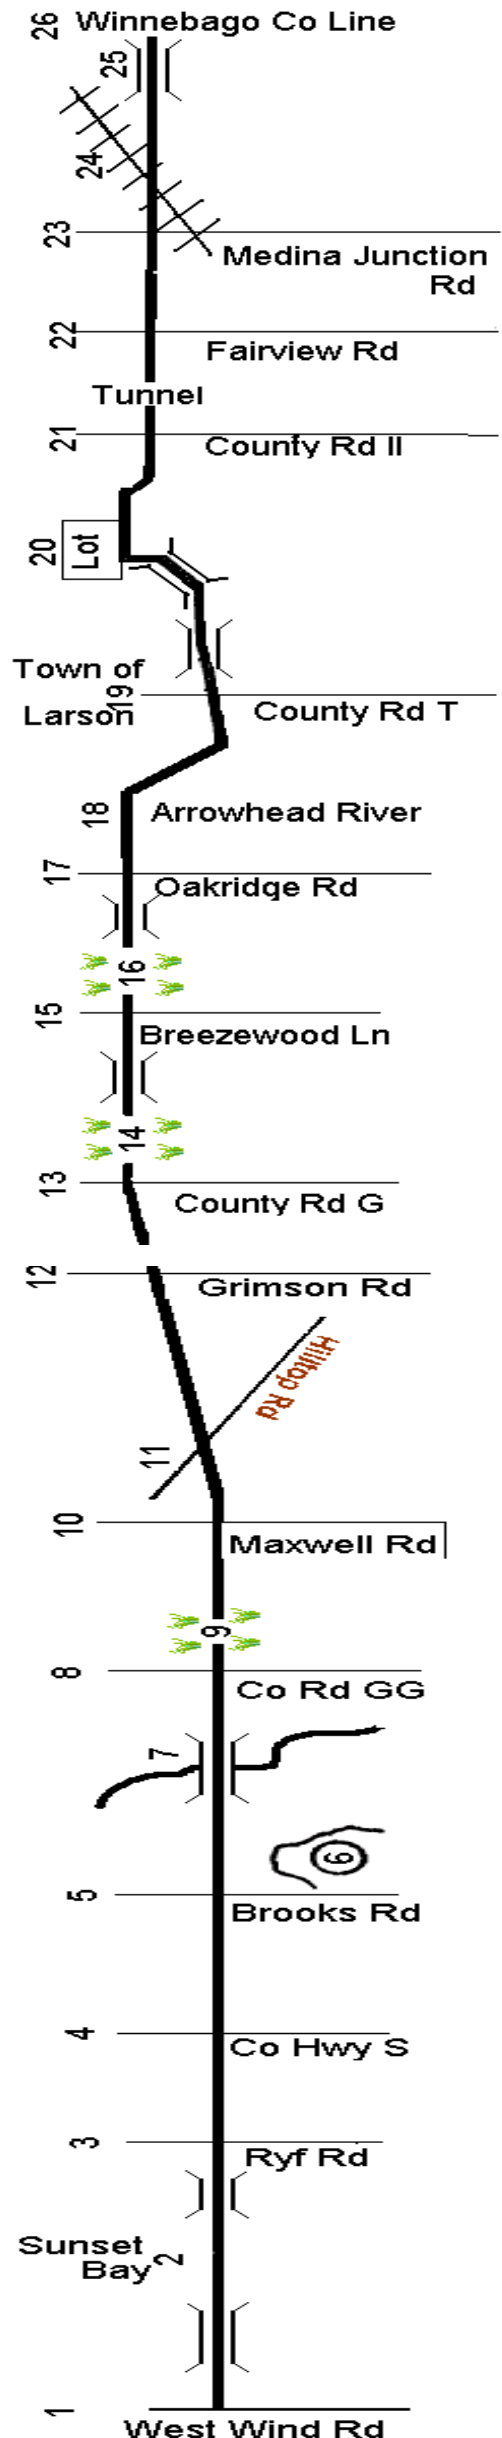 26 Winnebago Co Line
25
24
23
Medina Junction
Rd
22
Fairview Rd
Tunnel
21
County Rd II
20
Lot
Town of
19
Larson
County Rd T
18
Arrowhead River
17
Oakridge Rd
16
15
Breezewood Ln
14
13
County Rd G
12
Grimson Rd
Hilltop Rd
11
10
Maxwell Rd
9
8
Co Rd GG
7
6
5
Brooks Rd
4
Co Hwy S
3
Ryf Rd
Sunset
Bay
2
1
West Wind Rd